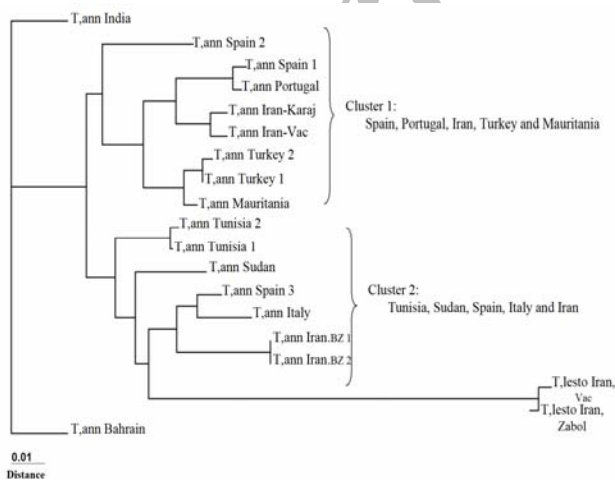 T,ann India
T,ann Spain 2
T,ann Spain 1
T,ann Portugal
T,ann Iran-Karaj
T,ann Iran-Vac
T,ann Turkey 2
T,ann Turkey 1
T,ann Mauritania
Cluster 1:
Spain, Portugal, Iran, Turkey and Mauritania
T,ann Tunisia 2
T,ann Tunisia 1
T,ann Sudan
T,ann Spain 3
T,ann Italy
T,ann Iran.BZ 1
T,ann Iran.BZ 2
Cluster 2:
Tunisia, Sudan, Spain, Italy and Iran
T,lesto Iran,
Vac
T,lesto Iran,
Zabol
T,ann Bahrain
0.01
Distance